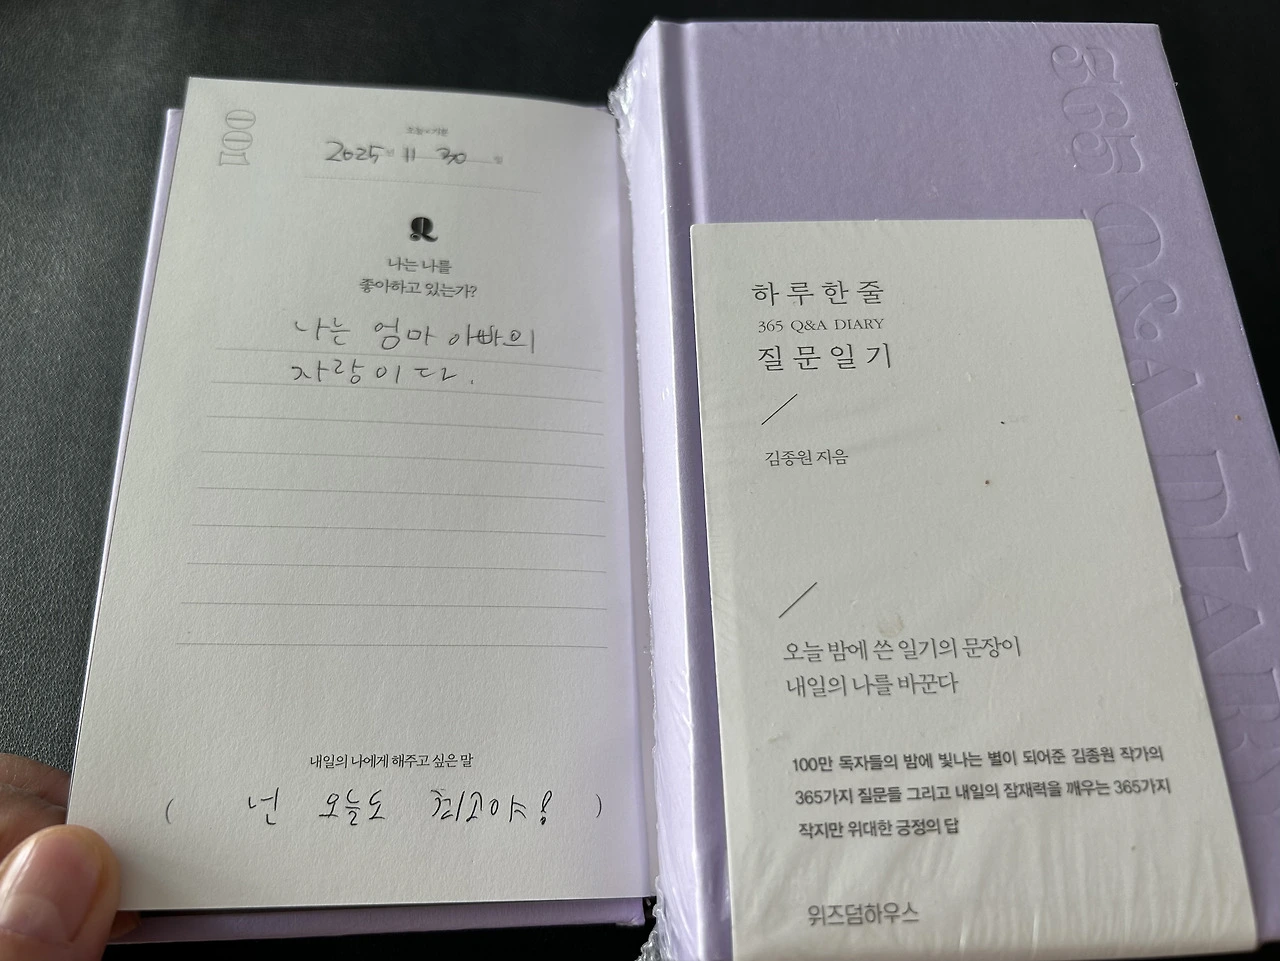 001
오늘의 기분
2025년 11 30 일
나는 나를
좋아하고 있는가?
나는 엄마 아빠의
자랑이다.
내일의 나에게 해주고 싶은 말
( 넌 오늘도 최고야! )
365 Q&A DIARY
하루 한 줄
365 Q&A DIARY
질문 일기
김종원 지음
오늘 밤에 쓴 일기의 문장이
내일의 나를 바꾼다
100만 독자들의 밤에 빛나는 별이 되어준 김종원 작가의
365가지 질문들 그리고 내일의 잠재력을 깨우는 365가지
작지만 위대한 긍정의 답
위즈덤하우스